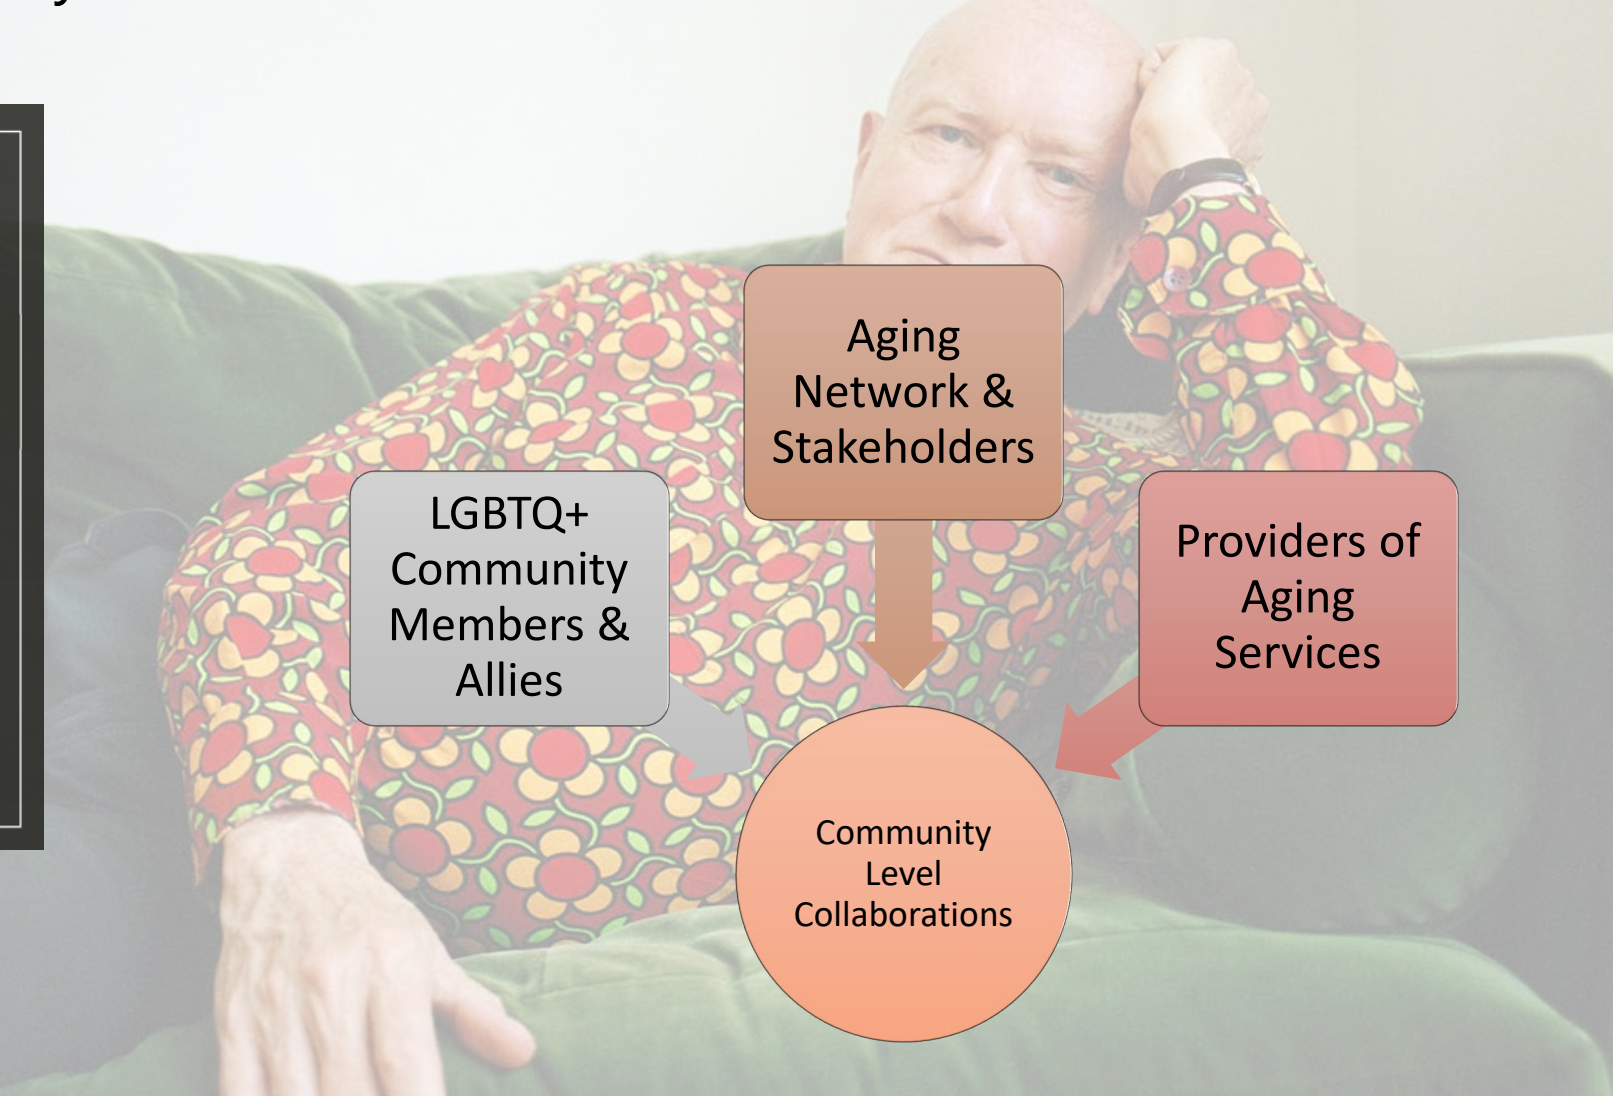 Aging
Network &
Stakeholders
LGBTQ+
Community
Members &
Allies
Providers of
Aging
Services
Community
Level
Collaborations